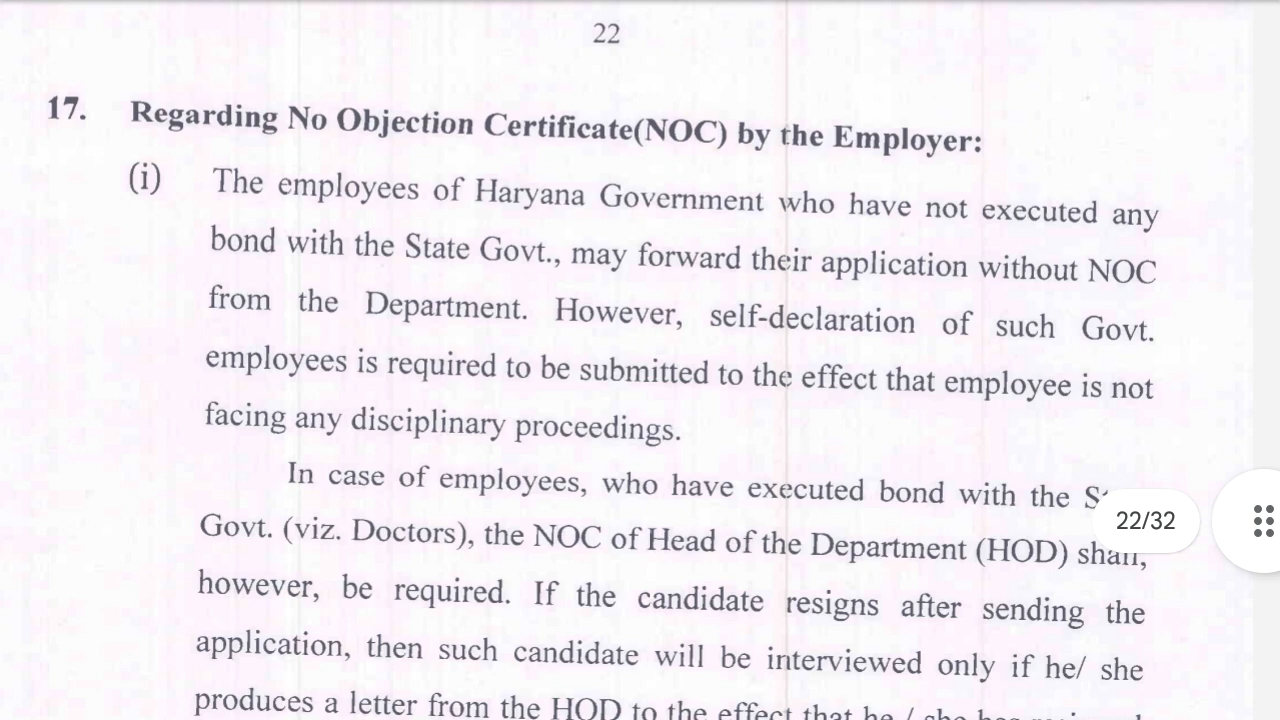 22
17. Regarding No Objection Certificate(NOC) by the Employer:
(i) The employees of Haryana Government who have not executed any
bond with the State Govt., may forward their application without NOC
from the Department. However, self-declaration of such Govt.
employees is required to be submitted to the effect that employee is not
facing any disciplinary proceedings.
In case of employees, who have executed bond with the
Govt. (viz. Doctors), the NOC of Head of the Department (HOD) shall,
22/32
however, be required. If the candidate resigns after sending the
application, then such candidate will be interviewed only if he/ she
produces a letter from the HOD to the effect that he / she has